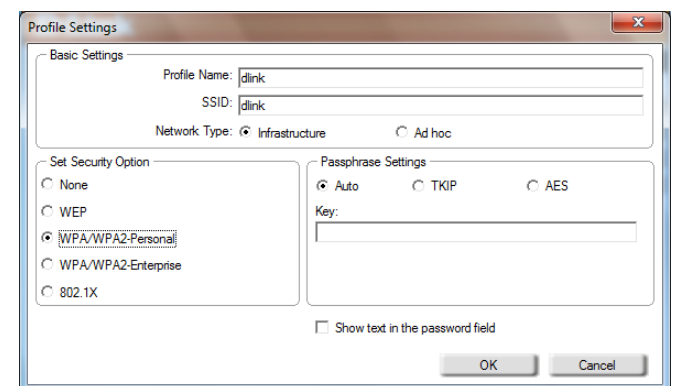 Profile Settings
Basic Settings
Profile Name: dlink
SSID: dlink
Network Type: Infrastructure Ad hoc
Set Security Option
None
WEP
WPA/WPA2-Personal
WPA/WPA2-Enterprise
802.1X
Passphrase Settings
Auto TKIP AES
Key:
Show text in the password field
OK Cancel